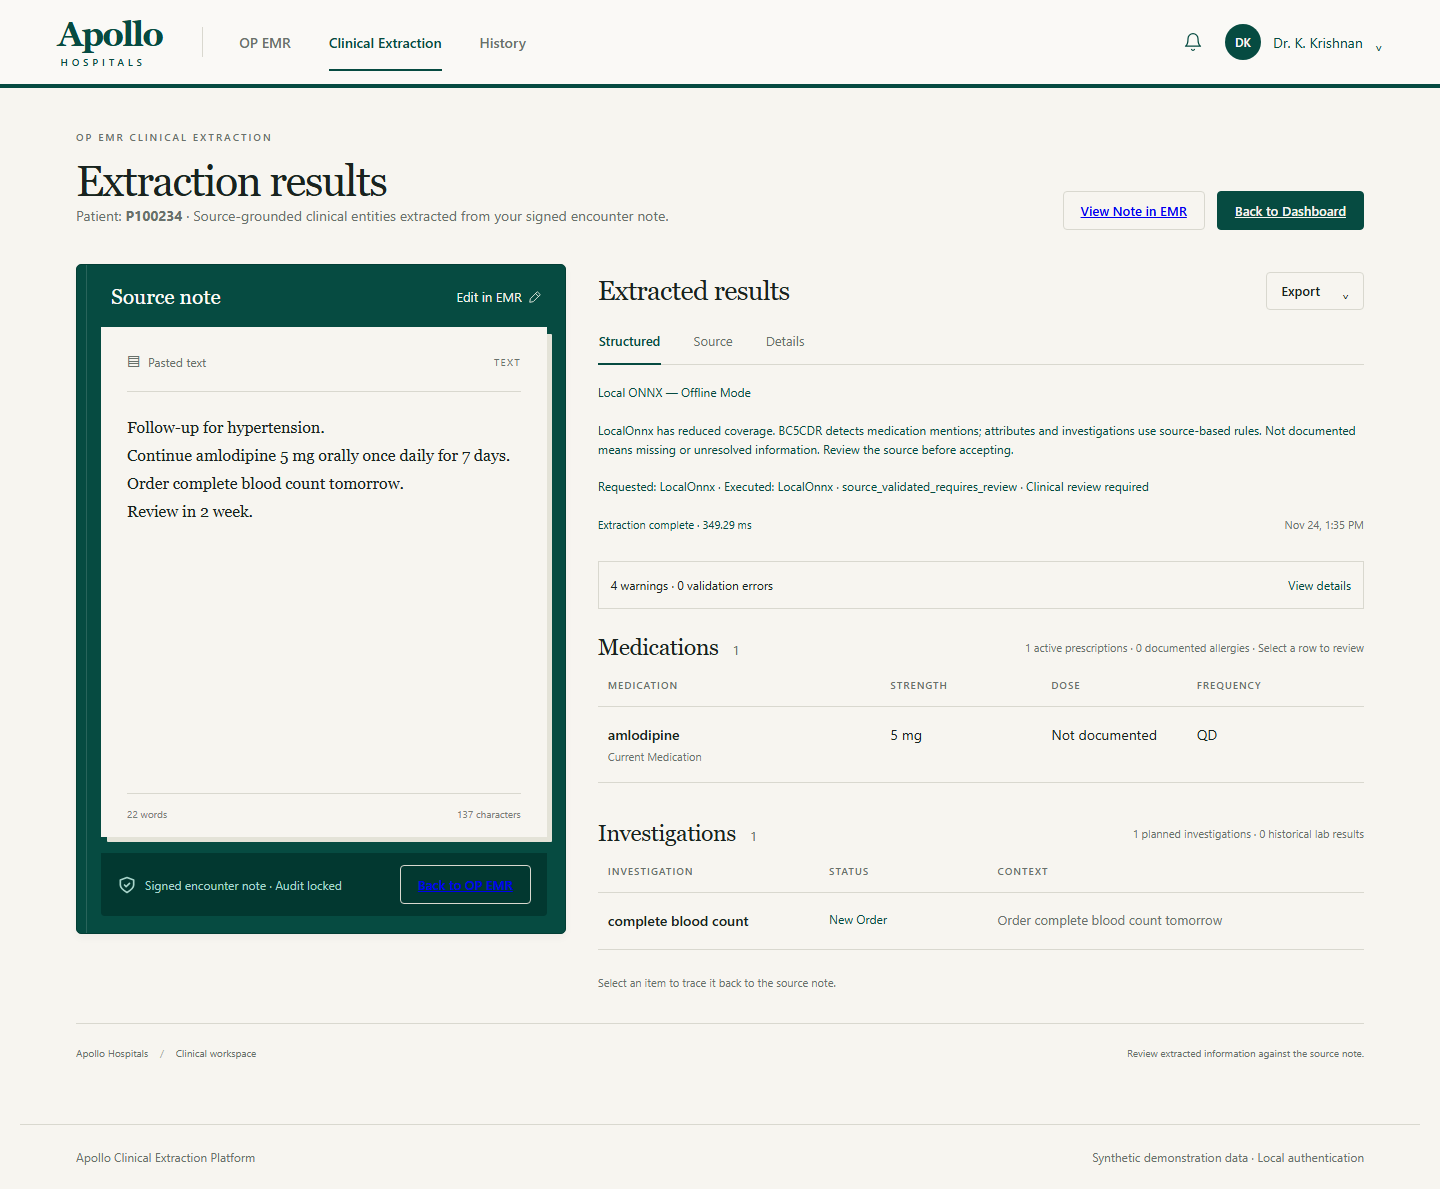 Apollo
HOSPITALS
OP EMR
Clinical Extraction
History
DK
Dr. K. Krishnan
OP EMR CLINICAL EXTRACTION
Extraction results
Patient: P100234 · Source-grounded clinical entities extracted from your signed encounter note.
View Note in EMR
Back to Dashboard
Source note
Edit in EMR
Pasted text
TEXT
Follow-up for hypertension.
Continue amlodipine 5 mg orally once daily for 7 days.
Order complete blood count tomorrow.
Review in 2 week.
22 words
137 characters
Signed encounter note · Audit locked
Back to OP EMR
Extracted results
Export
Structured
Source
Details
Local ONNX — Offline Mode
LocalOnnx has reduced coverage. BC5CDR detects medication mentions; attributes and investigations use source-based rules. Not documented
means missing or unresolved information. Review the source before accepting.
Requested: LocalOnnx · Executed: LocalOnnx · source_validated_requires_review · Clinical review required
Extraction complete · 349.29 ms
Nov 24, 1:35 PM
4 warnings · 0 validation errors
View details
Medications 1
1 active prescriptions · 0 documented allergies · Select a row to review
MEDICATION STRENGTH DOSE FREQUENCY
amlodipine 5 mg Not documented QD
Current Medication
Investigations 1
1 planned investigations · 0 historical lab results
INVESTIGATION STATUS CONTEXT
complete blood count New Order Order complete blood count tomorrow
Select an item to trace it back to the source note.
Apollo Hospitals / Clinical workspace
Review extracted information against the source note.
Apollo Clinical Extraction Platform
Synthetic demonstration data · Local authentication